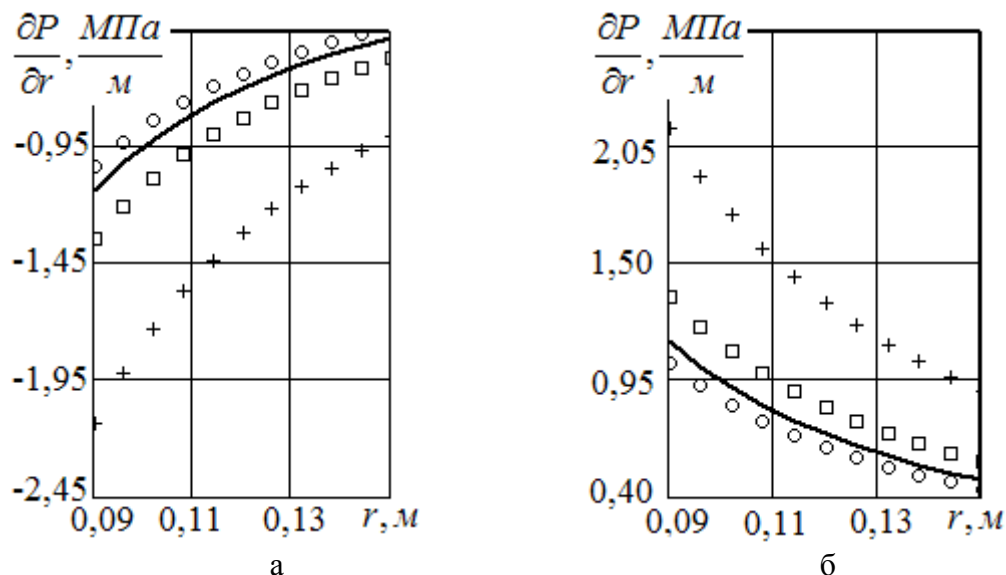 ∂P/∂r, МПа/м
-0,95
-1,45
-1,95
-2,45
0,09 0,11 0,13 r, м
а
∂P/∂r, МПа/м
2,05
1,50
0,95
0,40
0,09 0,11 0,13 r, м
б